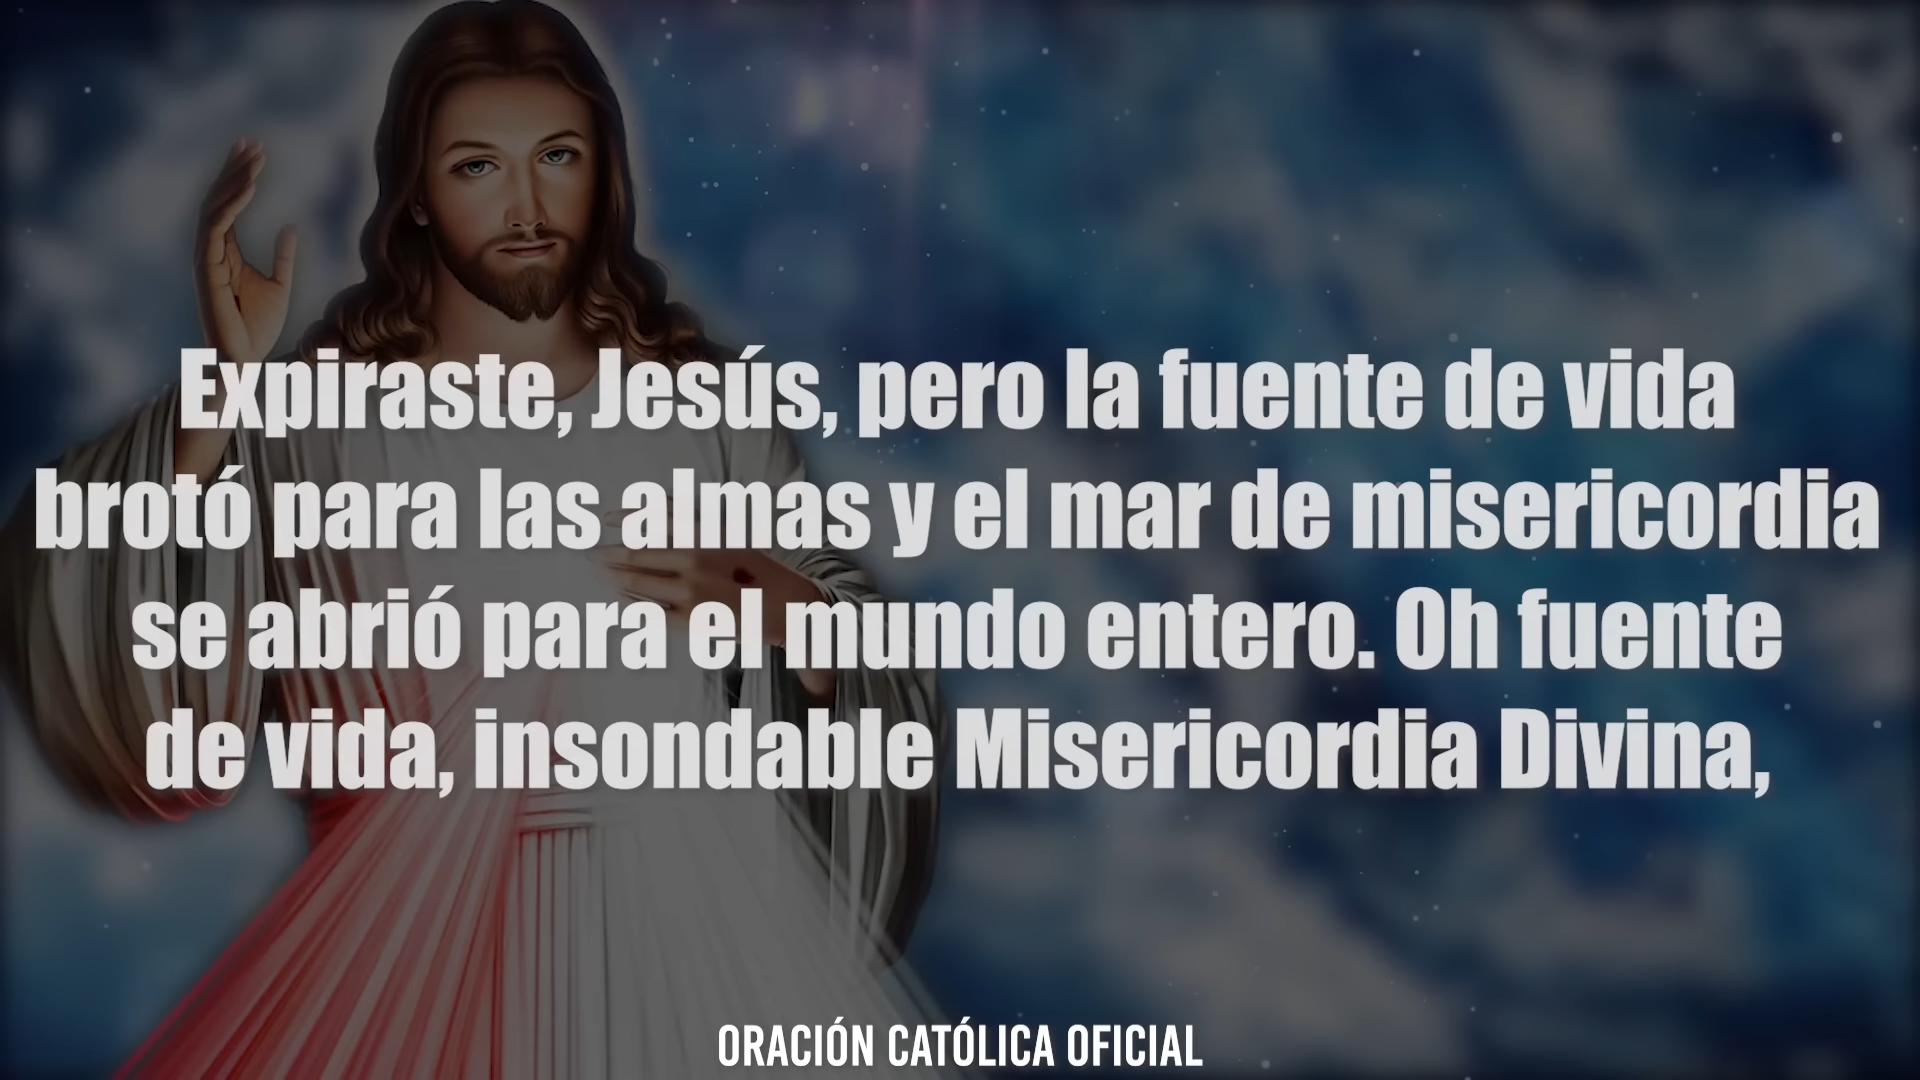 Expiraste, Jesús, pero la fuente de vida
brotó para las almas y el mar de misericordia
se abrió para el mundo entero. Oh fuente
de vida, insondable Misericordia Divina,
ORACIÓN CATÓLICA OFICIAL